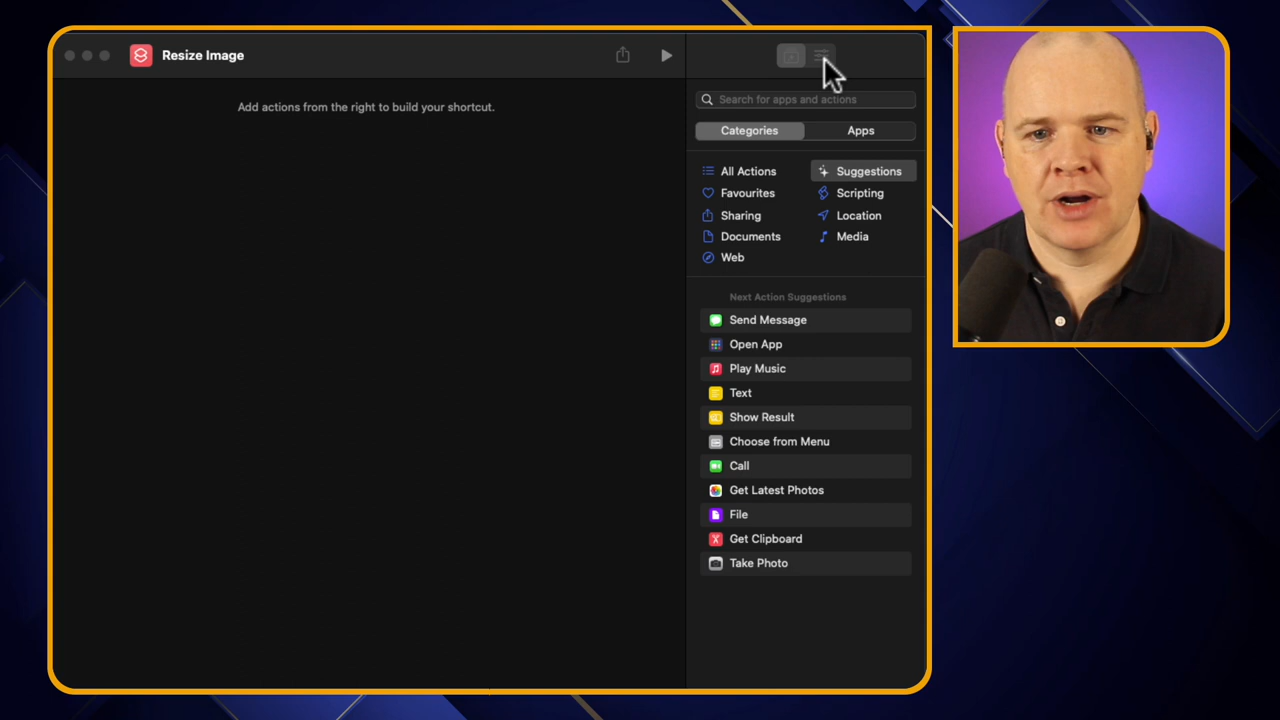 Resize Image
Add actions from the right to build your shortcut.
Search for apps and actions
Categories
Apps
All Actions
Suggestions
Favourites
Scripting
Sharing
Location
Documents
Media
Web
Next Action Suggestions
Send Message
Open App
Play Music
Text
Show Result
Choose from Menu
Call
Get Latest Photos
File
Get Clipboard
Take Photo